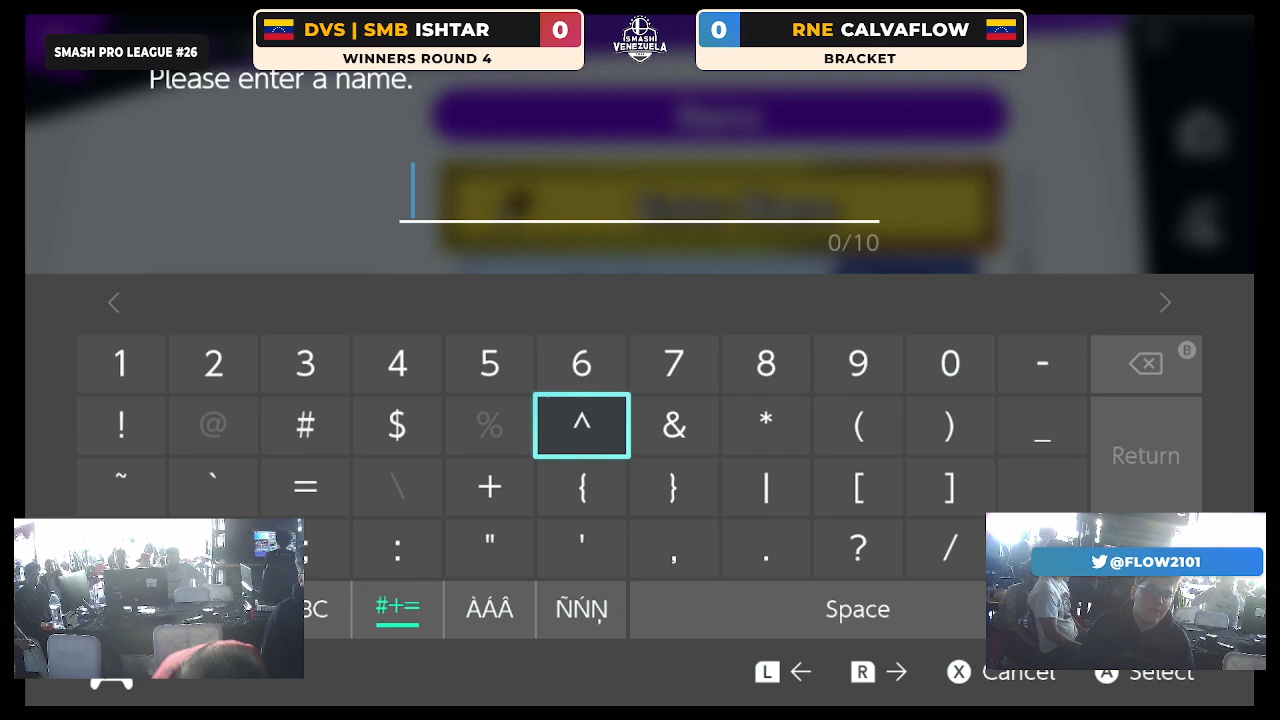 SMASH PRO LEAGUE #26
DVS | SMB ISHTAR 0
WINNERS ROUND 4
SMASH VENEZUELA
0 RNE CALVAFLOW
BRACKET
Please enter a name.
0/10
1 2 3 4 5 6 7 8 9 0 -
B
! @ # $ % ^ & * ( ) _
Return
~ ` = \ + { } | [ ]
; : " ' , . ? /
@FLOW2101
BC #+= ÀÁÂ ÑŃŅ Space
L ← R → X Cancel A Select